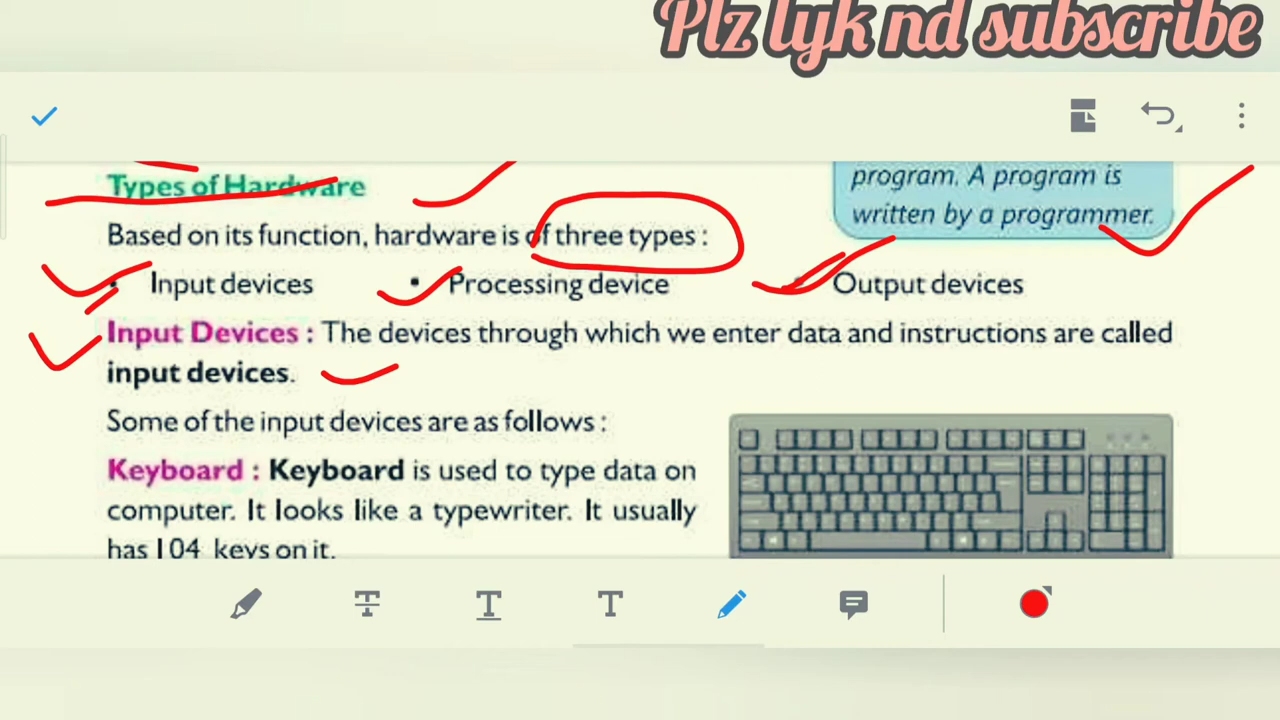 Plz lyk nd subscribe
program. A program is
written by a programmer.
Types of Hardware
Based on its function, hardware is of three types :
• Input devices • Processing device • Output devices
Input Devices : The devices through which we enter data and instructions are called
input devices.
Some of the input devices are as follows :
Keyboard : Keyboard is used to type data on
computer. It looks like a typewriter. It usually
has 104 keys on it.